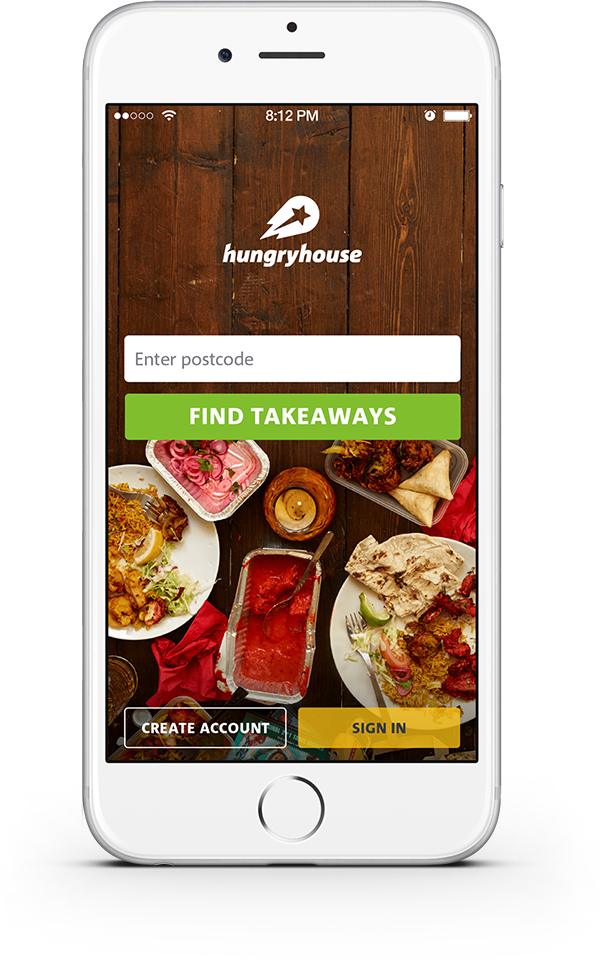 8:12 PM
hungryhouse
Enter postcode
FIND TAKEAWAYS
CREATE ACCOUNT
SIGN IN